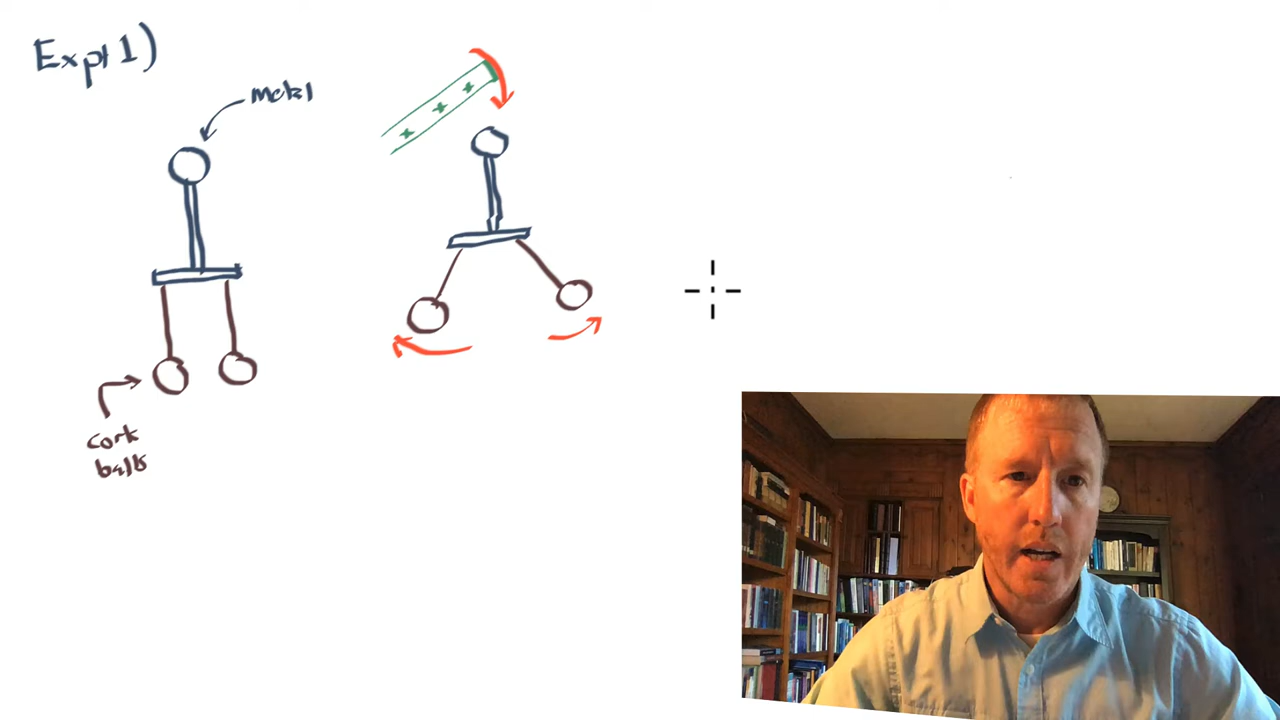 Expt 1)
metal
+ + +
cork
balls